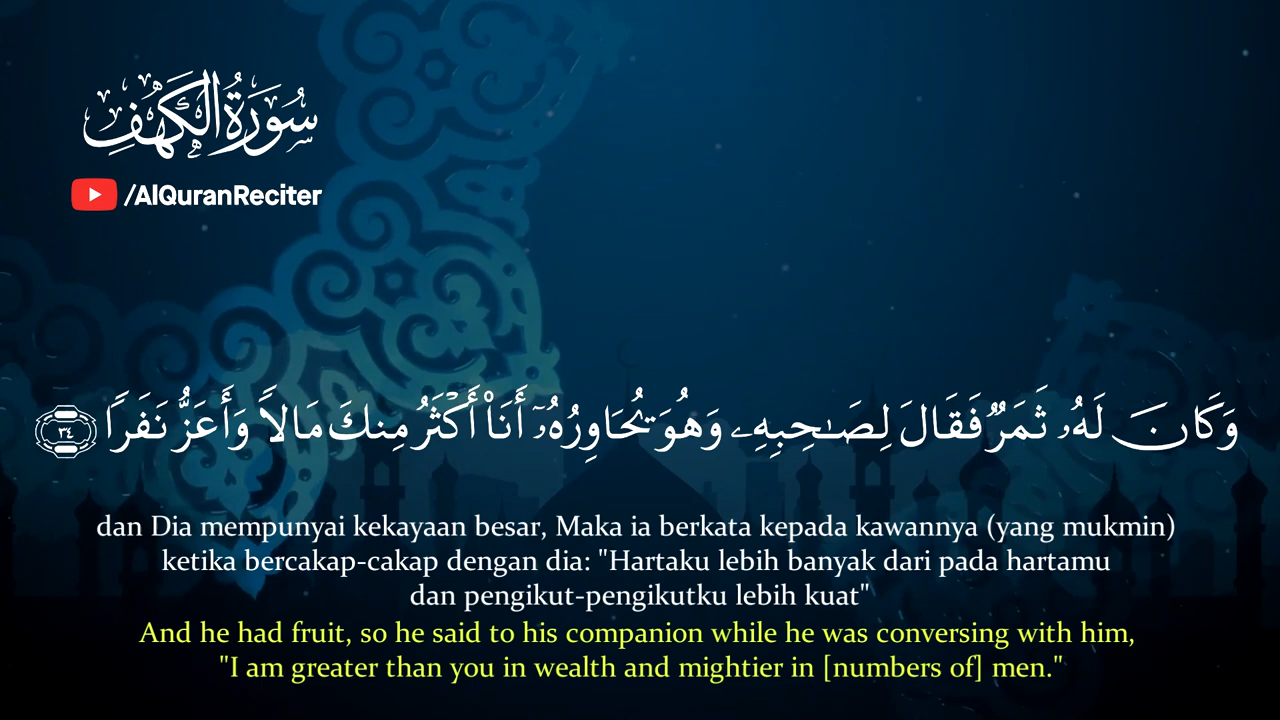 سُورَةُ الْكَهْفِ
/AlQuranReciter
وَكَانَ لَهُۥ ثَمَرٌ فَقَالَ لِصَـٰحِبِهِۦ وَهُوَ يُحَاوِرُهُۥٓ أَنَا۠ أَكْثَرُ مِنكَ مَالًا وَأَعَزُّ نَفَرًا ٣٤
dan Dia mempunyai kekayaan besar, Maka ia berkata kepada kawannya (yang mukmin)
ketika bercakap-cakap dengan dia: "Hartaku lebih banyak dari pada hartamu
dan pengikut-pengikutku lebih kuat"
And he had fruit, so he said to his companion while he was conversing with him,
"I am greater than you in wealth and mightier in [numbers of] men."